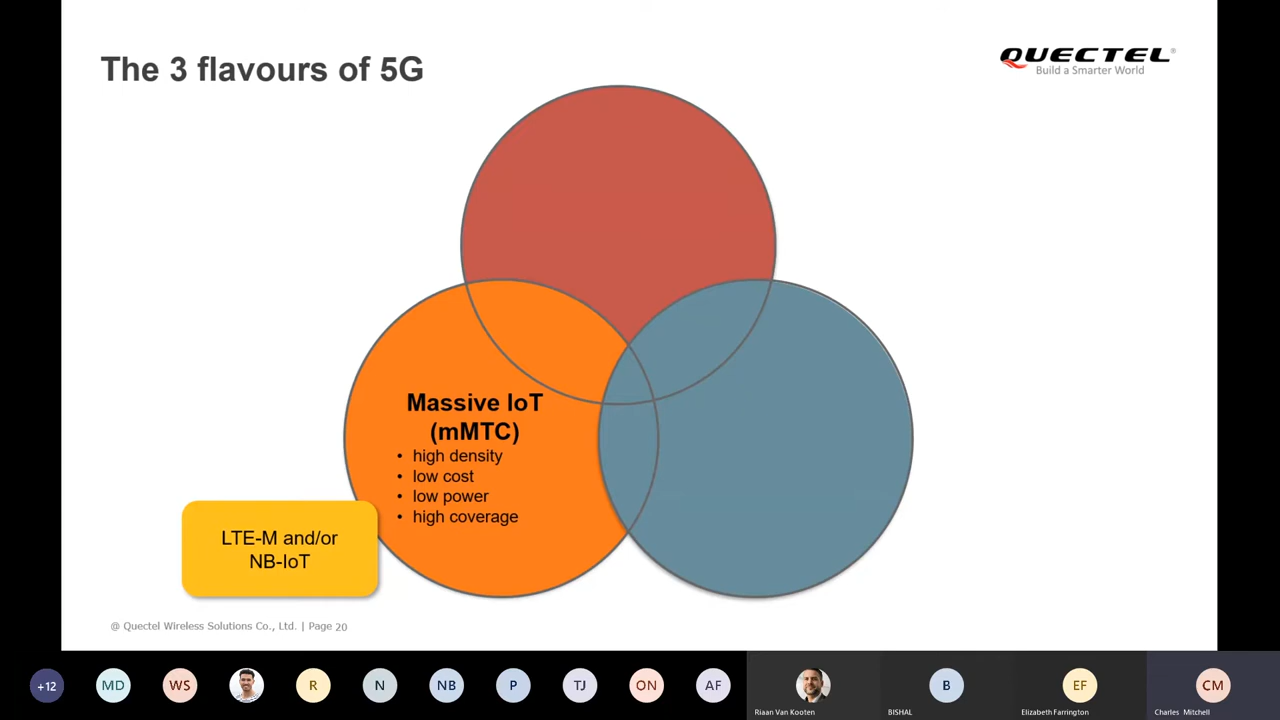 The 3 flavours of 5G
QUECTEL®
Build a Smarter World
Massive IoT
(mMTC)
• high density
• low cost
• low power
• high coverage
LTE-M and/or
NB-IoT
@ Quectel Wireless Solutions Co., Ltd. | Page 20
+12
MD
WS
R
N
NB
P
TJ
ON
AF
Riaan Van Kooten
B
BISHAL
EF
Elizabeth Farrington
CM
Charles Mitchell